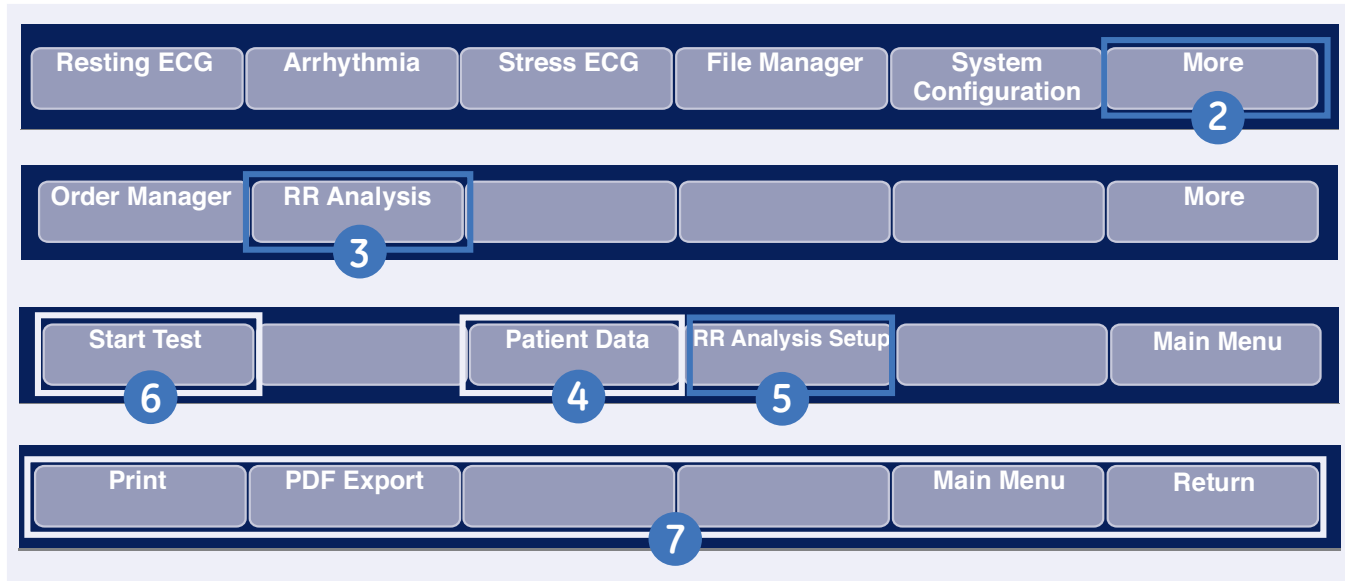 Resting ECG Arrhythmia Stress ECG File Manager System Configuration More
2
Order Manager RR Analysis More
3
Start Test Patient Data RR Analysis Setup Main Menu
6 4 5
Print PDF Export Main Menu Return
7